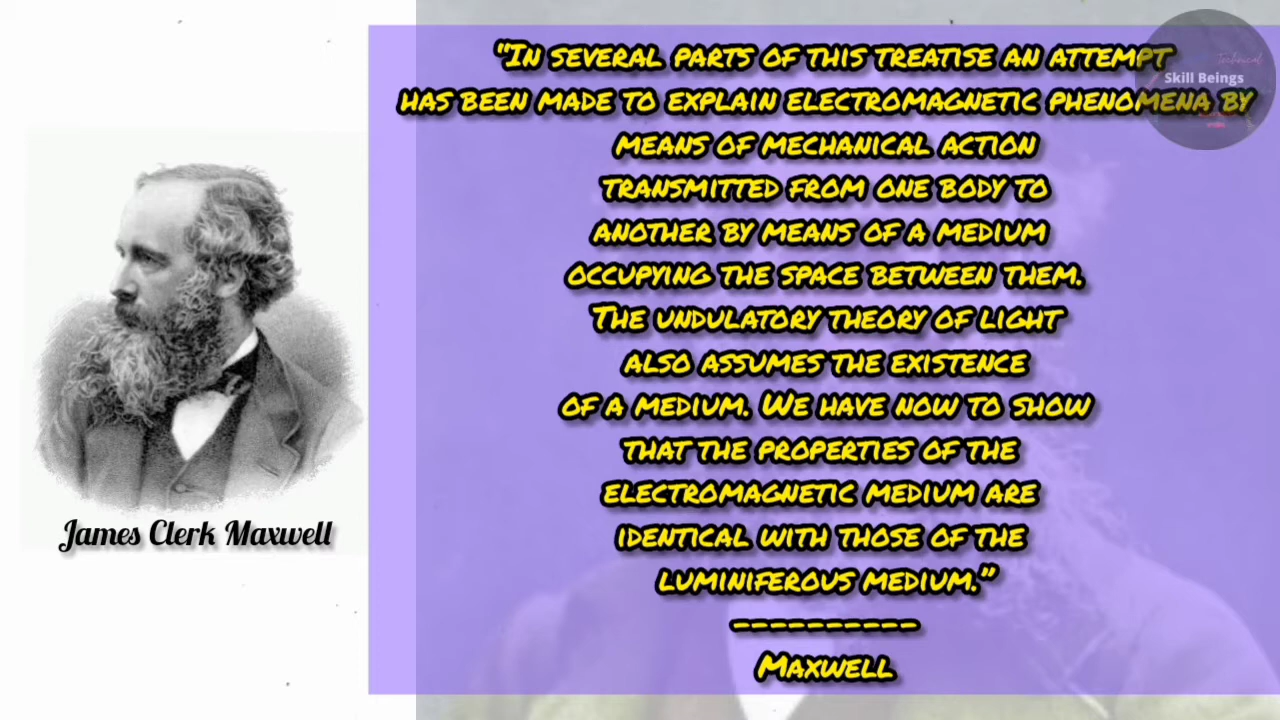 "In several parts of this treatise an attempt
has been made to explain electromagnetic phenomena by
means of mechanical action
transmitted from one body to
another by means of a medium
occupying the space between them.
The undulatory theory of light
also assumes the existence
of a medium. We have now to show
that the properties of the
electromagnetic medium are
identical with those of the
luminiferous medium.”
----------
Maxwell
James Clerk Maxwell
Technical
Skill Beings